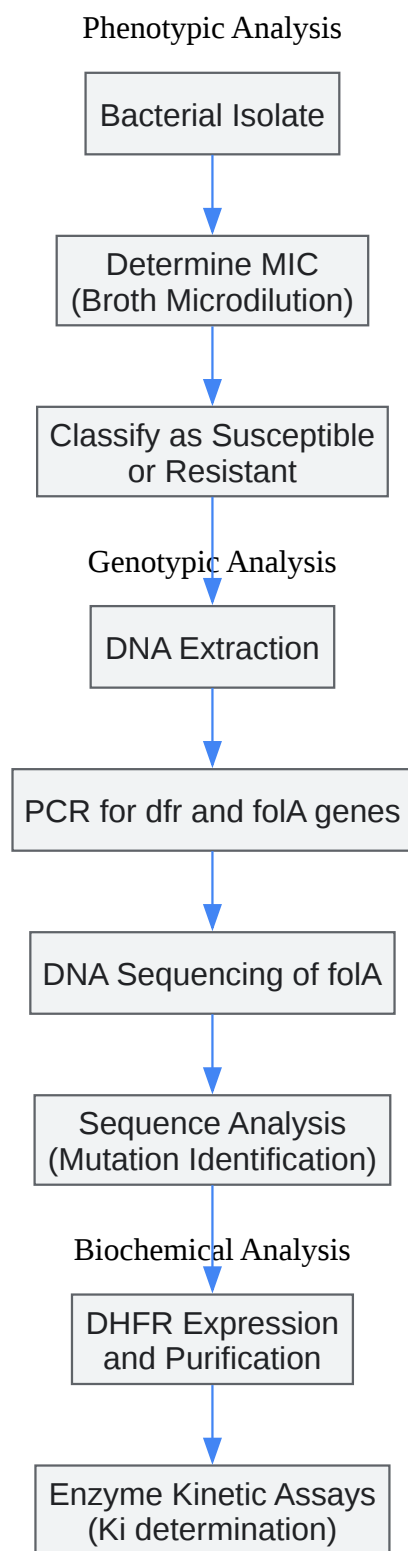 Phenotypic Analysis
Bacterial Isolate
Determine MIC
(Broth Microdilution)
Classify as Susceptible
or Resistant
Genotypic Analysis
DNA Extraction
PCR for dfr and folA genes
DNA Sequencing of folA
Sequence Analysis
(Mutation Identification)
Biochemical Analysis
DHFR Expression
and Purification
Enzyme Kinetic Assays
(Ki determination)